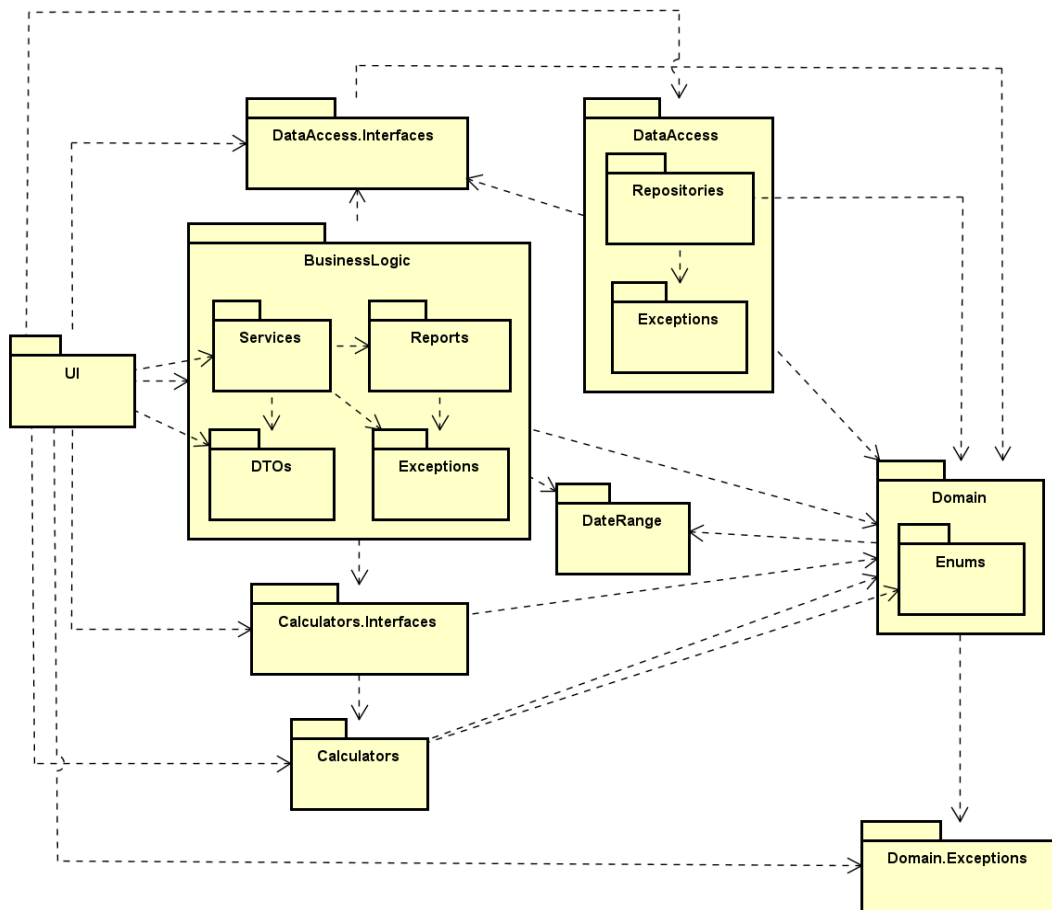 DataAccess.Interfaces
DataAccess
Repositories
Exceptions
BusinessLogic
Services
Reports
DTOs
Exceptions
UI
DateRange
Domain
Enums
Calculators.Interfaces
Calculators
Domain.Exceptions